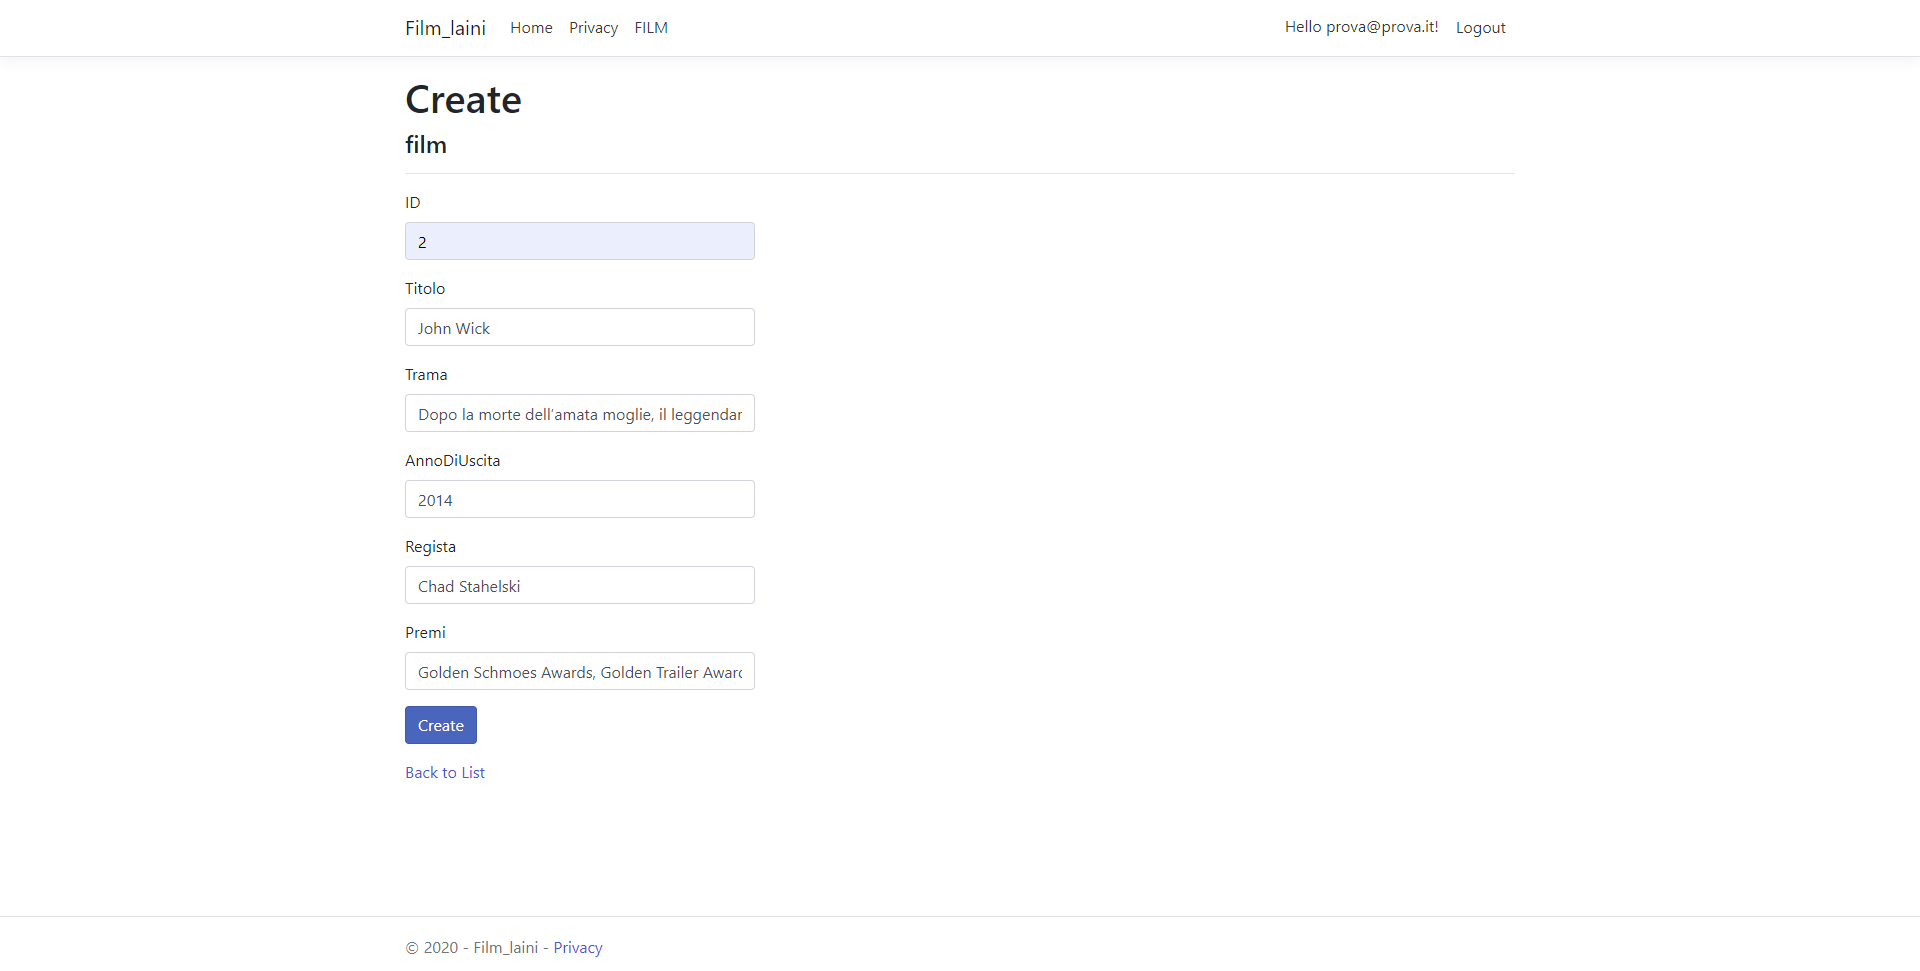 Film_laini Home Privacy FILM Hello prova@prova.it! Logout
Create
film
ID
2
Titolo
John Wick
Trama
Dopo la morte dell'amata moglie, il leggendar
AnnoDiUscita
2014
Regista
Chad Stahelski
Premi
Golden Schmoes Awards, Golden Trailer Awarc
Create
Back to List
© 2020 - Film_laini - Privacy